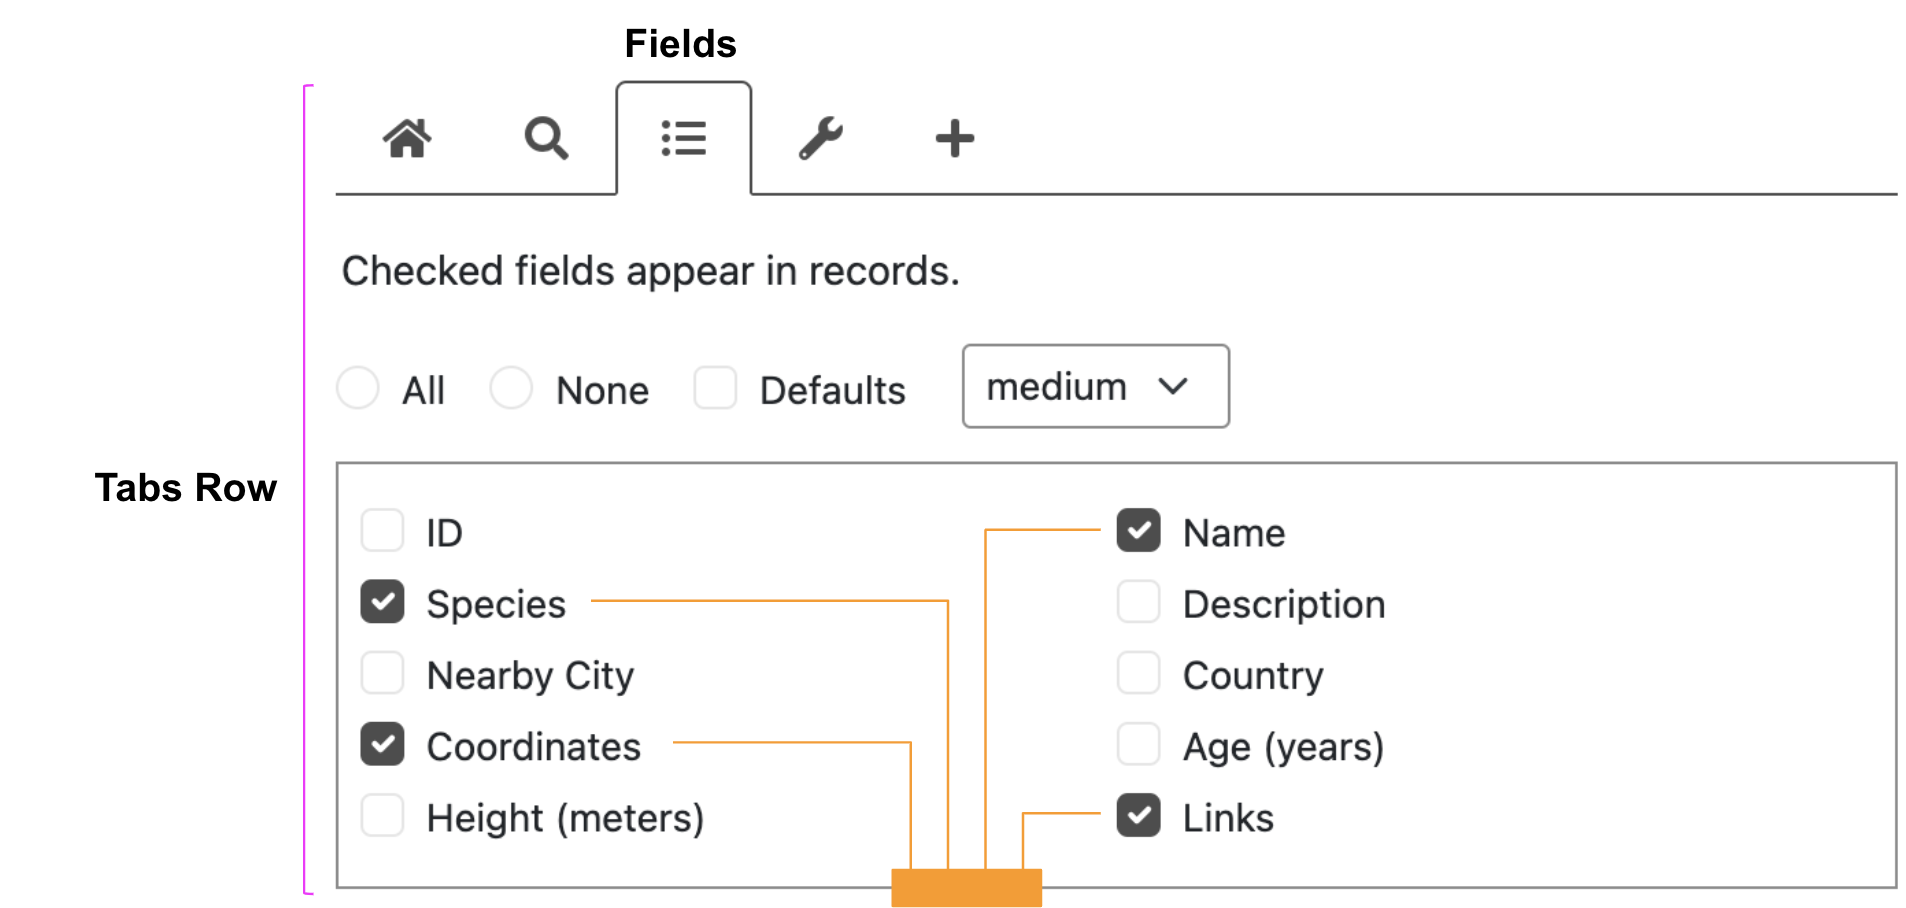 Fields
Checked fields appear in records.
All None Defaults medium
Tabs Row
ID Name
Species Description
Nearby City Country
Coordinates Age (years)
Height (meters) Links